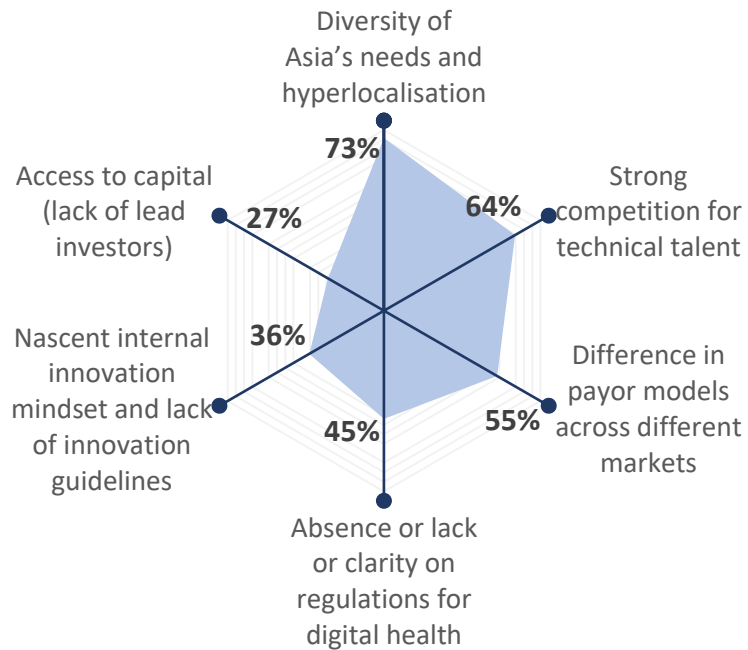 Diversity of
Asia’s needs and
hyperlocalisation
73%
Strong
competition for
technical talent
64%
Difference in
payor models
across different
markets
55%
Absence or lack
or clarity on
regulations for
digital health
45%
Nascent internal
innovation
mindset and lack
of innovation
guidelines
36%
Access to capital
(lack of lead
investors)
27%